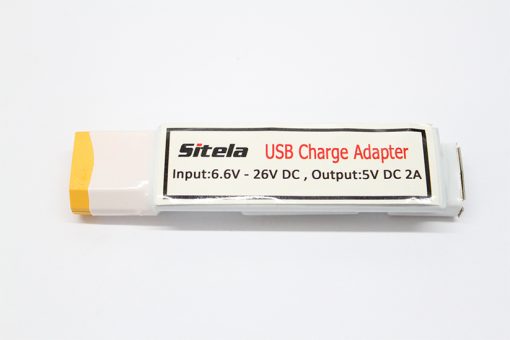 Sitela USB Charge Adapter
Input:6.6V - 26V DC , Output:5V DC 2A